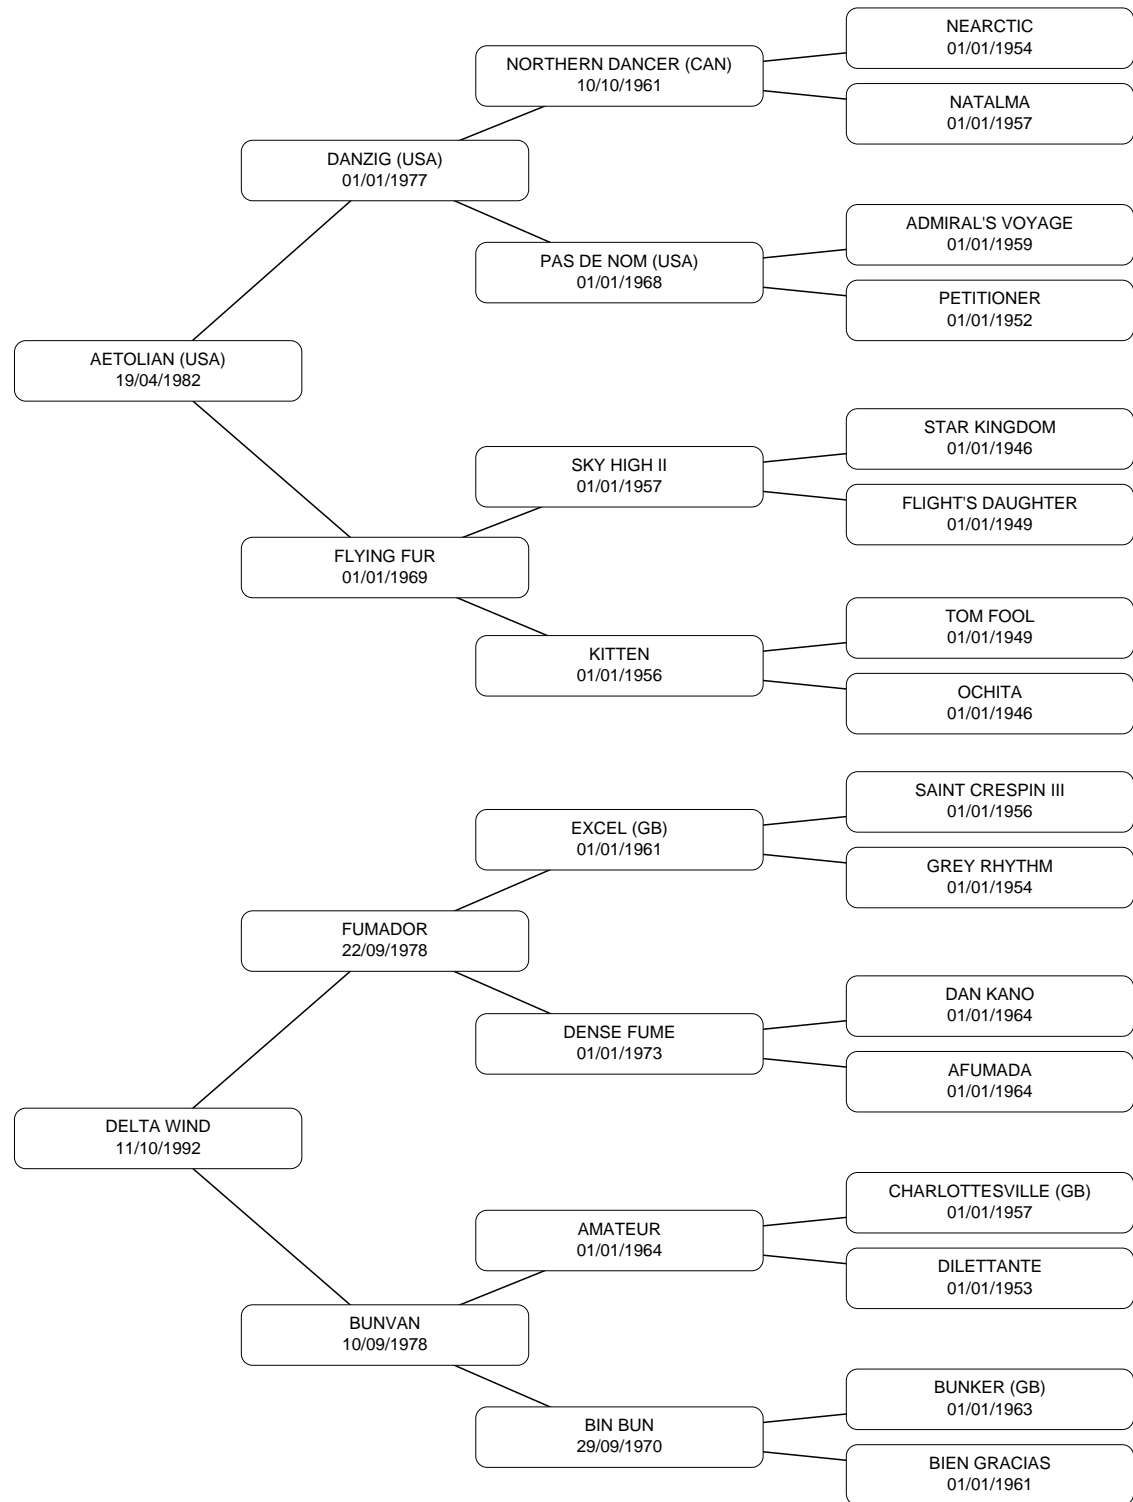 NEARCTIC
01/01/1954
NORTHERN DANCER (CAN)
10/10/1961
NATALMA
01/01/1957
DANZIG (USA)
01/01/1977
ADMIRAL'S VOYAGE
01/01/1959
PAS DE NOM (USA)
01/01/1968
PETITIONER
01/01/1952
AETOLIAN (USA)
19/04/1982
STAR KINGDOM
01/01/1946
SKY HIGH II
01/01/1957
FLIGHT'S DAUGHTER
01/01/1949
FLYING FUR
01/01/1969
TOM FOOL
01/01/1949
KITTEN
01/01/1956
OCHITA
01/01/1946
SAINT CRESPIN III
01/01/1956
EXCEL (GB)
01/01/1961
GREY RHYTHM
01/01/1954
FUMADOR
22/09/1978
DAN KANO
01/01/1964
DENSE FUME
01/01/1973
AFUMADA
01/01/1964
DELTA WIND
11/10/1992
CHARLOTTESVILLE (GB)
01/01/1957
AMATEUR
01/01/1964
DILETTANTE
01/01/1953
BUNVAN
10/09/1978
BUNKER (GB)
01/01/1963
BIN BUN
29/09/1970
BIEN GRACIAS
01/01/1961